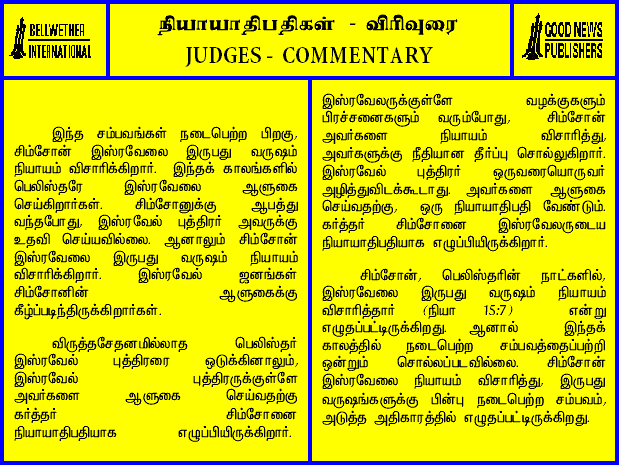 BELLWETHER
INTERNATIONAL
நியாயாதிபதிகள் - விரிவுரை
JUDGES - COMMENTARY
GOOD NEWS
PUBLISHERS
இந்த சம்பவங்கள் நடைபெற்ற பிறகு,
சிம்சோன் இஸ்ரவேலை இருபது வருஷம்
நியாயம் விசாரிக்கிறார். இந்தக் காலங்களில்
பெலிஸ்தரே இஸ்ரவேலை ஆளுகை
செய்கிறார்கள். சிம்சோனுக்கு ஆபத்து
வந்தபோது, இஸ்ரவேல் புத்திரர் அவருக்கு
உதவி செய்யவில்லை. ஆனாலும் சிம்சோன்
இஸ்ரவேலை இருபது வருஷம் நியாயம்
விசாரிக்கிறார். இஸ்ரவேல் ஜனங்கள்
சிம்சோனின் ஆளுகைக்கு
கீழ்ப்படிந்திருக்கிறார்கள்.
விருத்தசேதனமில்லாத பெலிஸ்தர்
இஸ்ரவேல் புத்திரரை ஒடுக்கினாலும்,
இஸ்ரவேல் புத்திரருக்குள்ளே
அவர்களை ஆளுகை செய்வதற்கு
கர்த்தர் சிம்சோனை
நியாயாதிபதியாக எழுப்பியிருக்கிறார்.
இஸ்ரவேலருக்குள்ளே வழக்குகளும்
பிரச்சனைகளும் வரும்போது, சிம்சோன்
அவர்களை நியாயம் விசாரித்து,
அவர்களுக்கு நீதியான தீர்ப்பு சொல்லுகிறார்.
இஸ்ரவேல் புத்திரர் ஒருவரையொருவர்
அழித்துவிடக்கூடாது. அவர்களை ஆளுகை
செய்வதற்கு, ஒரு நியாயாதிபதி வேண்டும்.
கர்த்தர் சிம்சோனை இஸ்ரவேலருடைய
நியாயாதிபதியாக எழுப்பியிருக்கிறார்.
சிம்சோன், பெலிஸ்தரின் நாட்களில்,
இஸ்ரவேலை இருபது வருஷம் நியாயம்
விசாரித்தார் (நியா 15:7) என்று
எழுதப்பட்டிருக்கிறது. ஆனால் இந்தக்
காலத்தில் நடைபெற்ற சம்பவத்தைப்பற்றி
ஒன்றும் சொல்லப்படவில்லை. சிம்சோன்
இஸ்ரவேலை நியாயம் விசாரித்து, இருபது
வருஷங்களுக்கு பின்பு நடைபெற்ற சம்பவம்,
அடுத்த அதிகாரத்தில் எழுதப்பட்டிருக்கிறது.